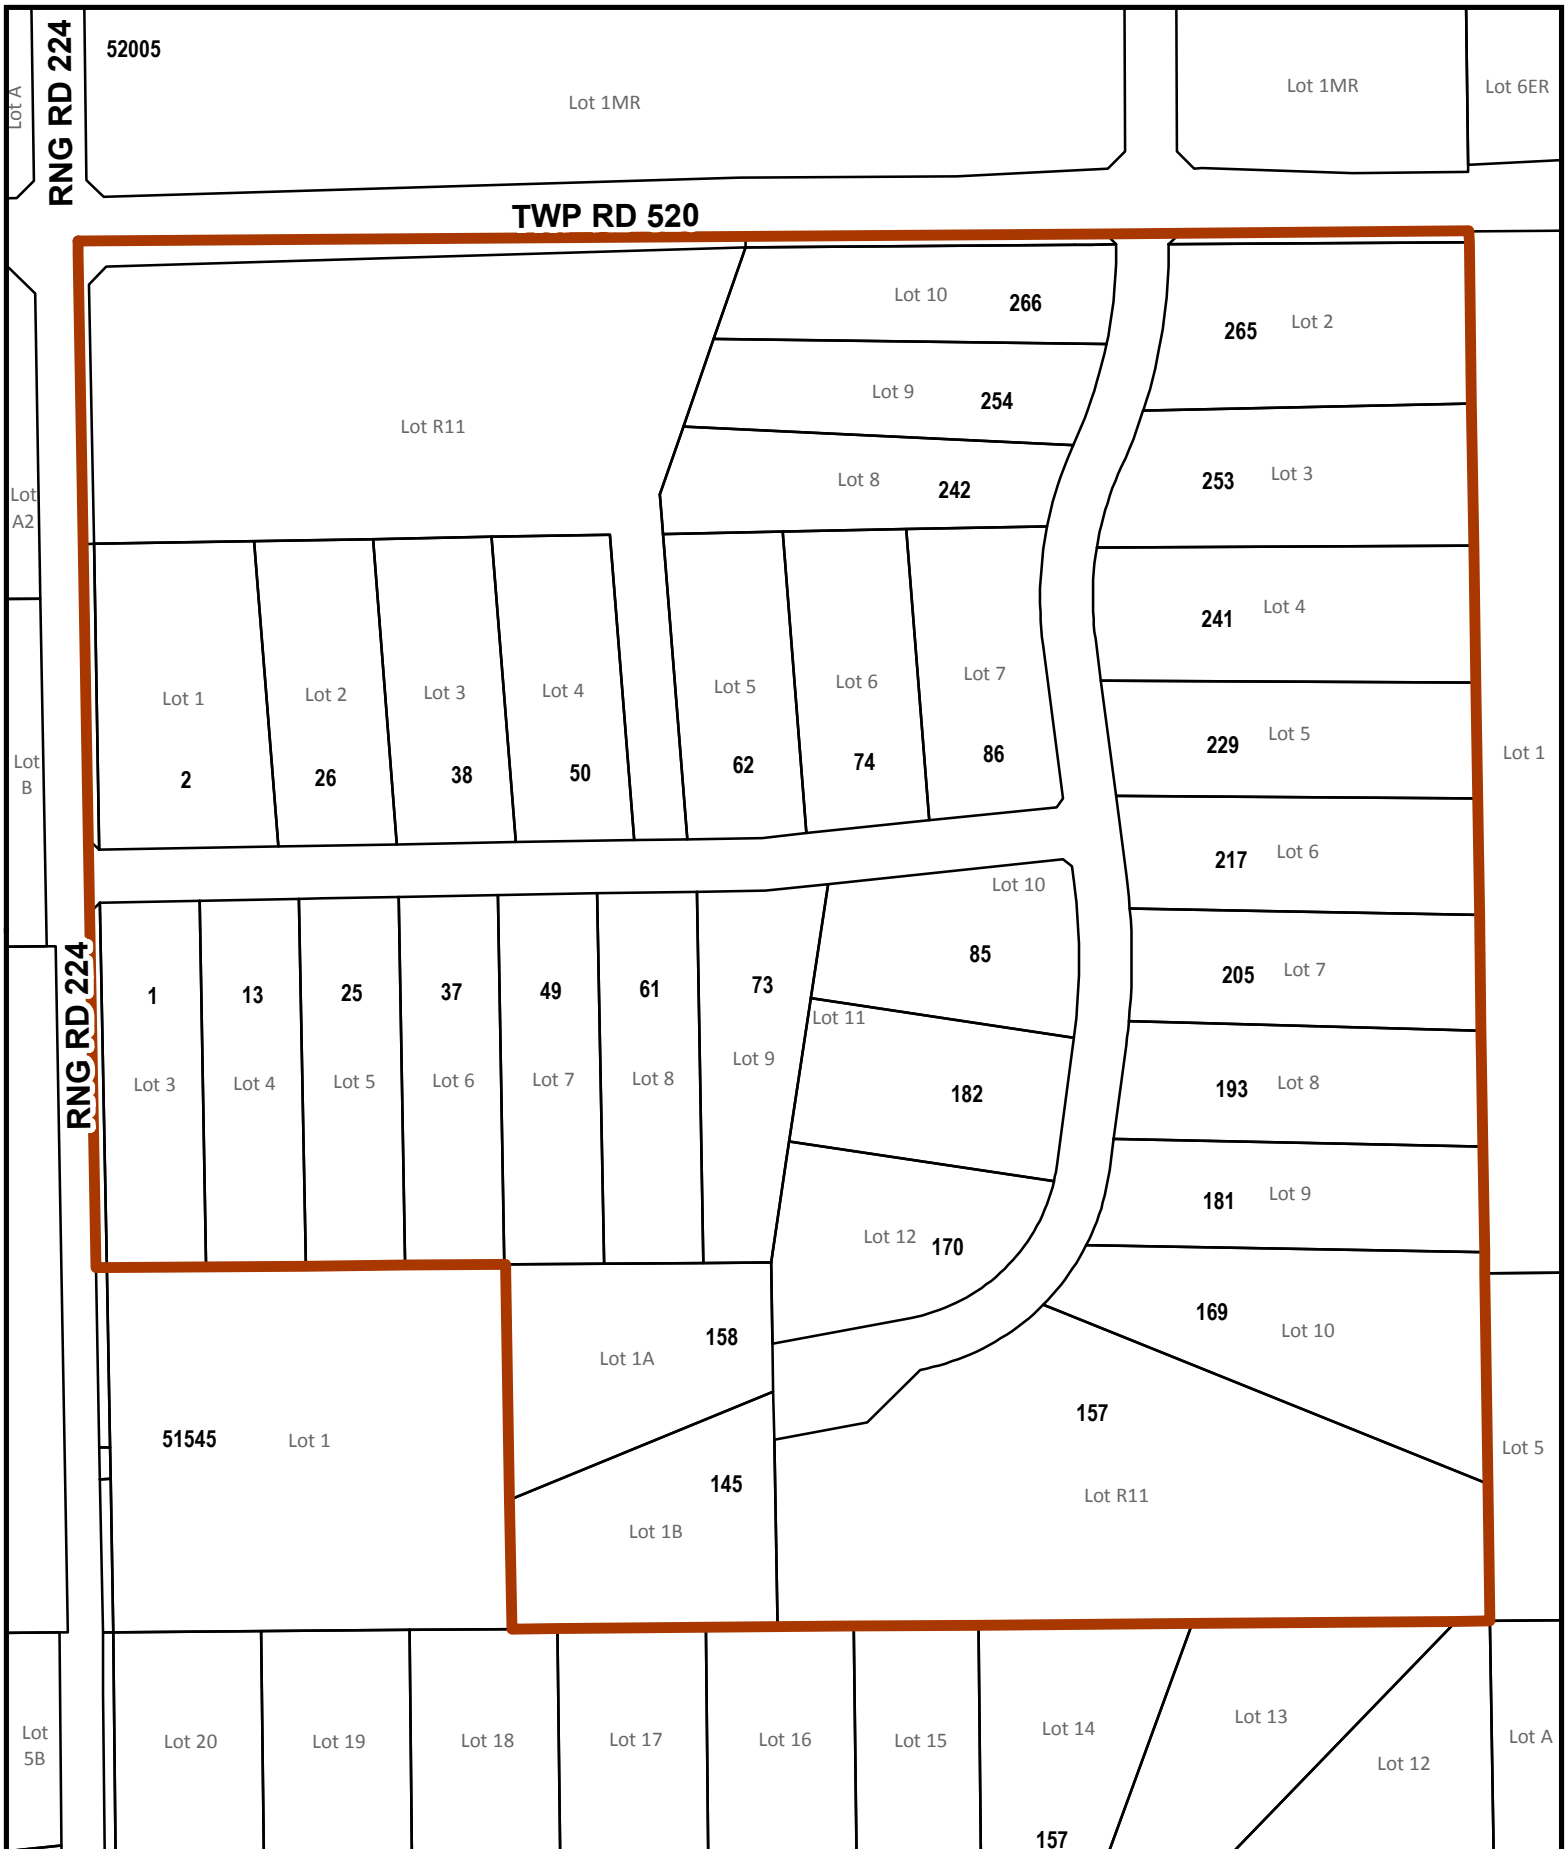 52005
Lot A
RNG RD 224
Lot 1MR
Lot 1MR
Lot 6ER
TWP RD 520
Lot 10
266
265
Lot 2
Lot 9
254
Lot R11
Lot 8
242
253
Lot 3
Lot
A2
241
Lot 4
Lot 1
Lot 2
Lot 3
Lot 4
Lot 5
Lot 6
Lot 7
229
Lot 5
Lot
B
2
26
38
50
62
74
86
Lot 1
217
Lot 6
Lot 10
85
205
Lot 7
RNG RD 224
1
13
25
37
49
61
73
Lot 11
Lot 3
Lot 4
Lot 5
Lot 6
Lot 7
Lot 8
Lot 9
182
193
Lot 8
181
Lot 9
Lot 12
170
169
Lot 10
158
Lot 1A
157
51545
Lot 1
Lot 5
145
Lot R11
Lot 1B
Lot
5B
Lot 20
Lot 19
Lot 18
Lot 17
Lot 16
Lot 15
Lot 14
Lot 13
Lot 12
Lot A
157